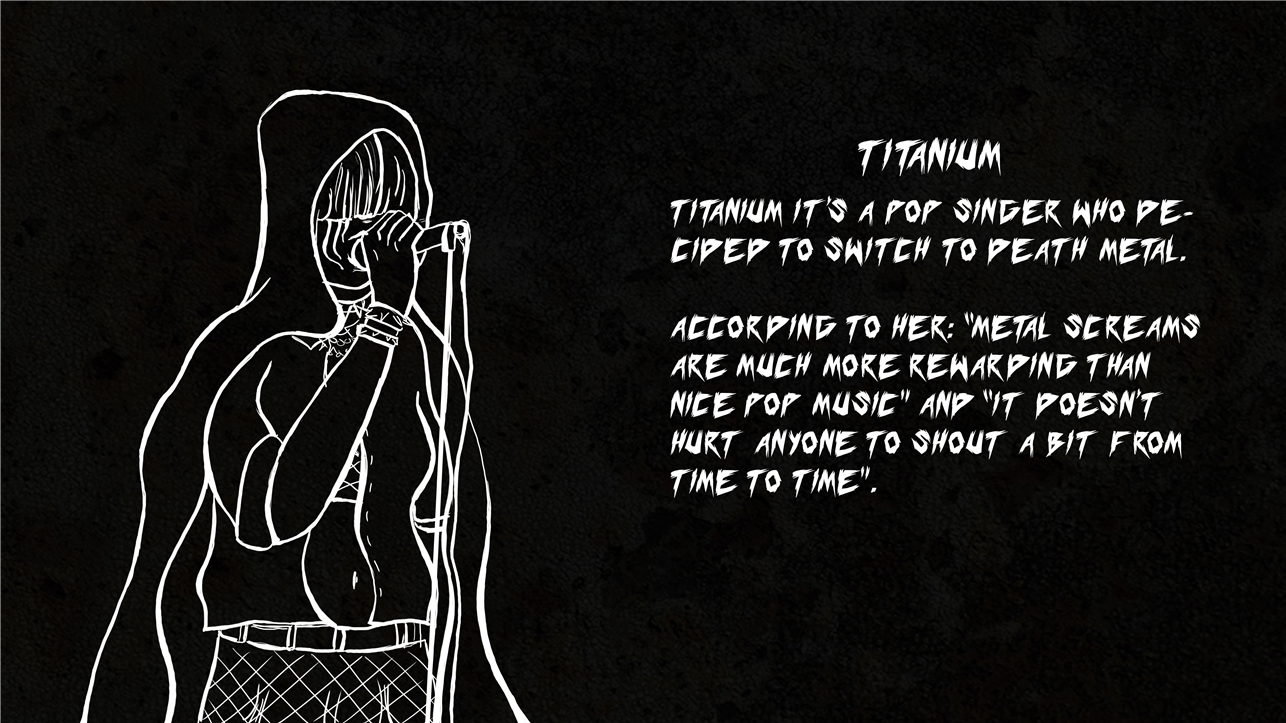 TITANIUM
TITANIUM IT'S A POP SINGER WHO DE-
CIDED TO SWITCH TO DEATH METAL.
ACCORDING TO HER: "METAL SCREAMS
ARE MUCH MORE REWARDING THAN
NICE POP MUSIC" AND "IT DOESN'T
HURT ANYONE TO SHOUT A BIT FROM
TIME TO TIME".